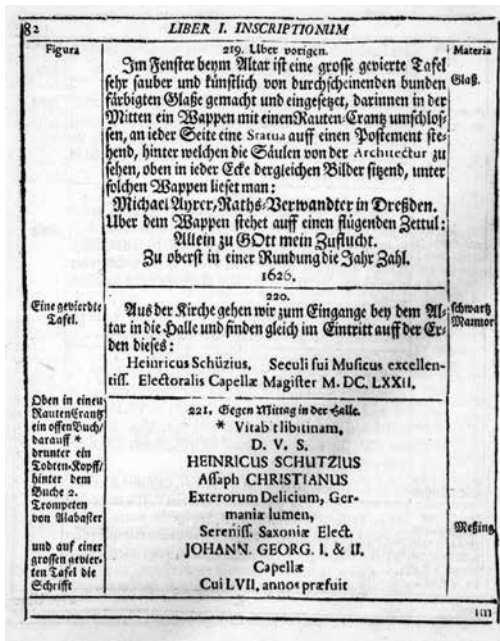 82
LIBER I. INSCRIPTIONUM
Figura
219. Uber vorigen.
Materia
Im Fenster beym Altar ist eine grosse gevierte Tafel
sehr sauber und künstlich von durchscheinenden bunden
färbigten Glaße gemacht und eingesetzet, darinnen in der
Mitten ein Wappen mit einen Rauten-Crantz umschlos-
sen, an ieder Seite eine Statua auff einen Postement ste-
hend, hinter welchen die Säulen von der Architectur zu
sehen, oben in ieder Ecke dergleichen Bilder sitzend, unter
solchen Wappen lieset man:
Glaß.
Michael Ayrer, Raths-Verwandter in Dreßden.
Uber dem Wappen stehet auff einen flügenden Zettul:
Allein zu GOtt mein Zuflucht.
Zu oberst in einer Rundung die Jahr Zahl.
1626.
220.
Eine gevierdte
Tafel.
Aus der Kirche gehen wir zum Eingange bey dem Al-
tar in die Halle und finden gleich im Eintritt auff der Er-
den dieses:
schwartz
Marmor
Heinricus Schüzius, Seculi sui Musicus excellen-
tiss. Electoralis Capellæ Magister M. DC. LXXII.
Oben in einen
RautenCrantz
ein offen Buch/
darauff *
drunter ein
Todten-Kopff/
hinter dem
Buche 2.
Trompeten
von Alabaster
und auf einer
grossen gevier-
ten Tafel die
Schrifft
221. Gegen Mittag in der Halle.
* Vitab
D. V. S.
HEINRICUS SCHUTZIUS
Assaph CHRISTIANUS
Exterorum Delicium, Ger-
maniæ lumen,
Sereniss. Saxoniæ Elect.
JOHANN. GEORG. I. & II.
Capellæ
Cui LVII. annos præfuit
Meßing